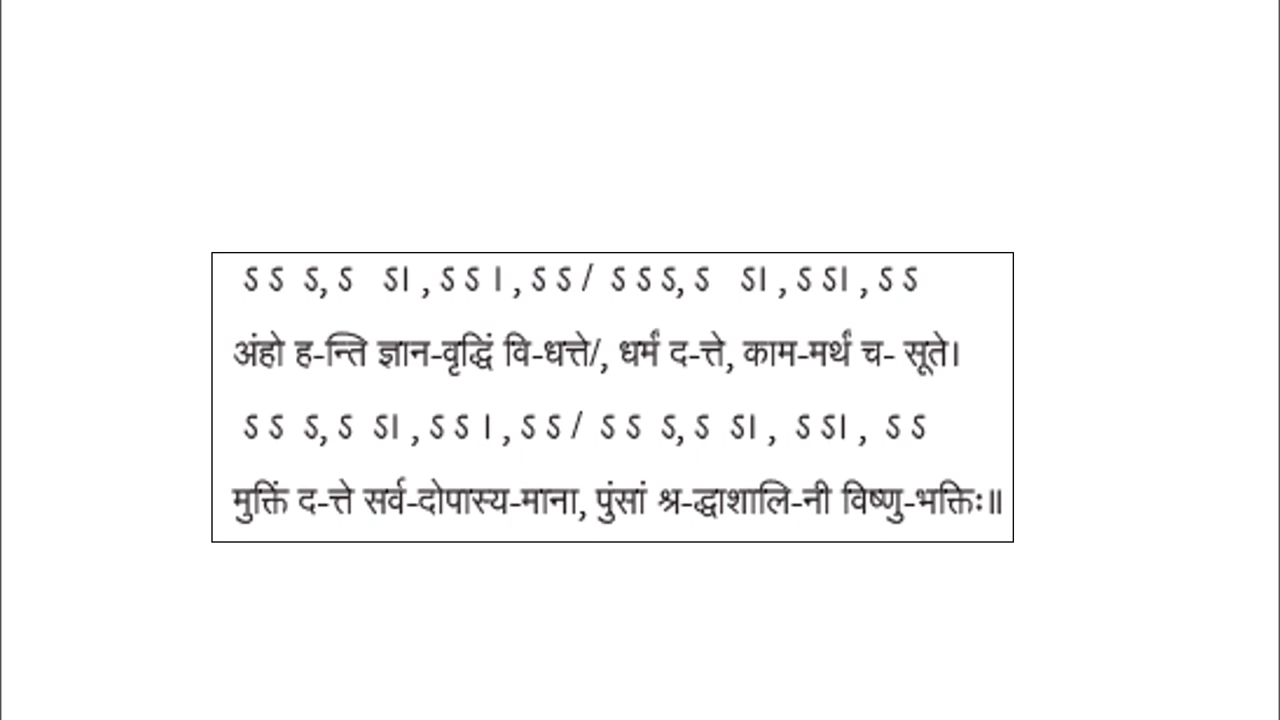 ऽ ऽ ऽ, ऽ ऽ। , ऽ ऽ । , ऽ ऽ / ऽ ऽ ऽ, ऽ ऽ। , ऽ ऽ। , ऽ ऽ
अंहो ह-न्ति ज्ञान-वृद्धिं वि-धत्ते/, धर्मं द-त्ते, काम-मर्थं च- सूते।
ऽ ऽ ऽ, ऽ ऽ। , ऽ ऽ । , ऽ ऽ / ऽ ऽ ऽ, ऽ ऽ। , ऽ ऽ। , ऽ ऽ
मुक्तिं द-त्ते सर्व-दोपास्य-माना, पुंसां श्र-द्धाशालि-नी विष्णु-भक्तिः॥